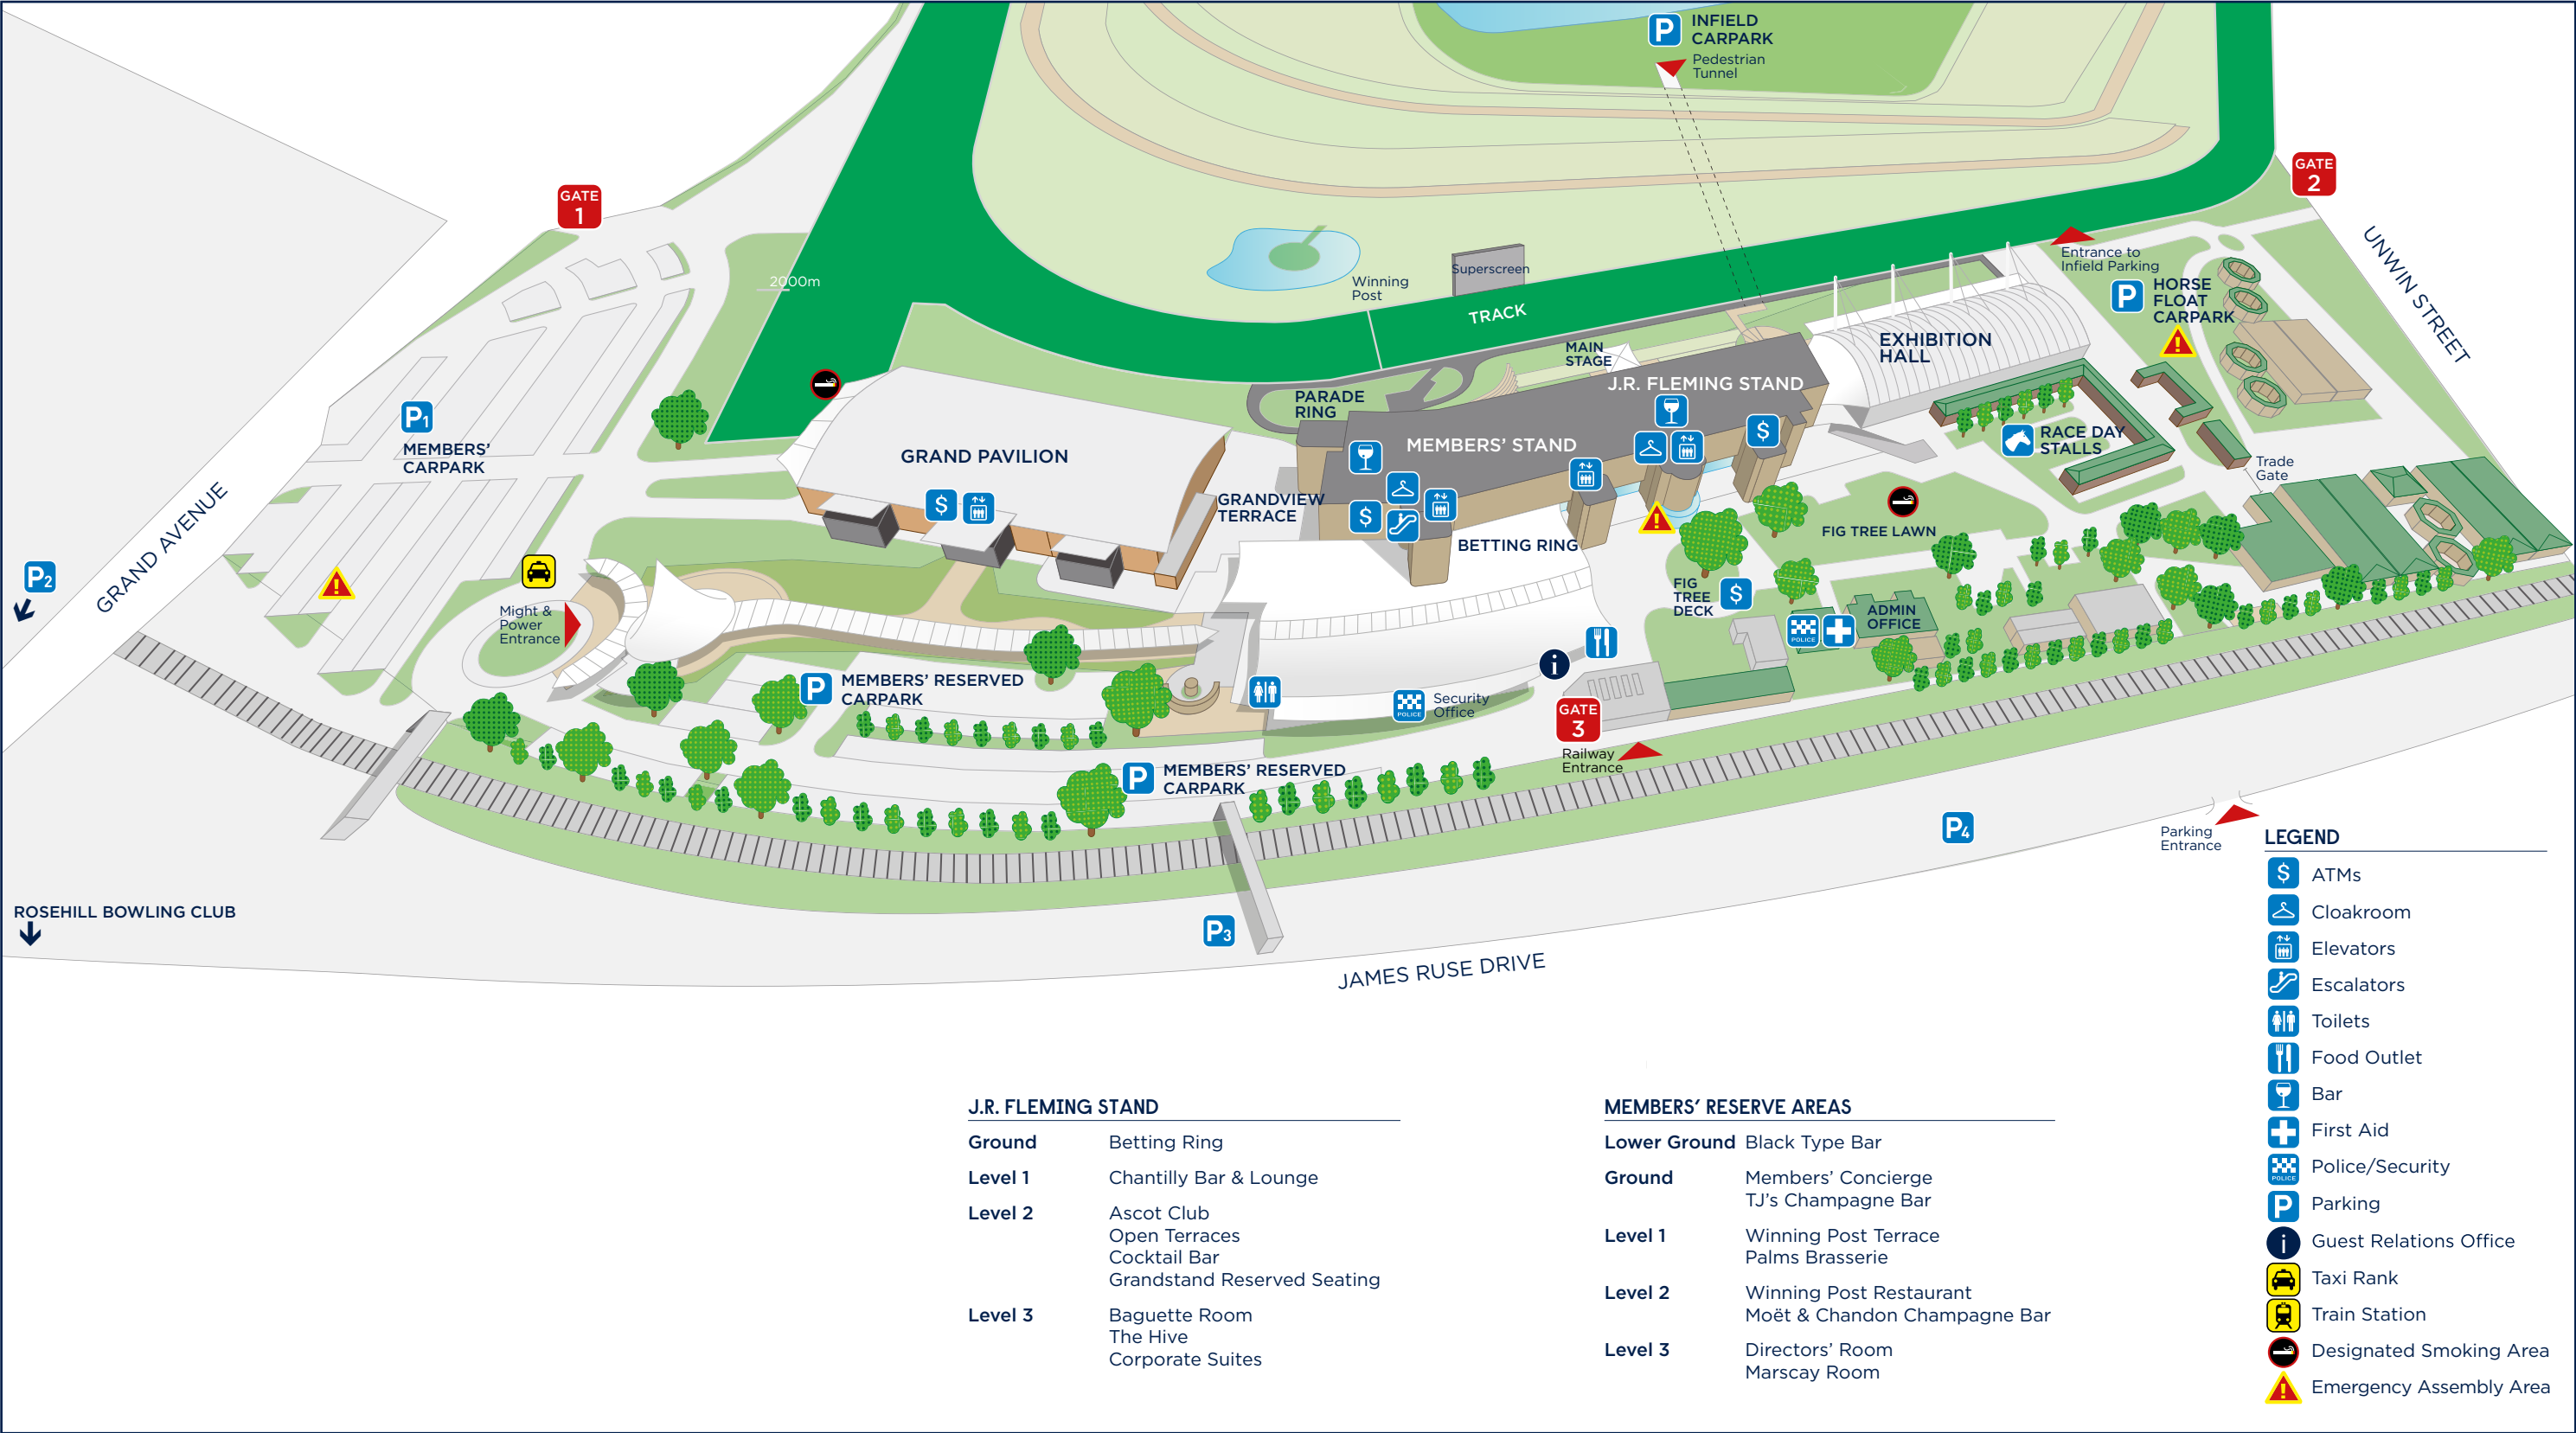 P
INFIELD
CARPARK
Pedestrian
Tunnel
GATE
1
GATE
2
UNWIN STREET
Entrance to
Infield Parking
P
HORSE
FLOAT
CARPARK
!
2000m
Winning
Post
Superscreen
TRACK
MAIN
STAGE
EXHIBITION
HALL
J.R. FLEMING STAND
PARADE
RING
P1
MEMBERS'
CARPARK
GRAND PAVILION
MEMBERS' STAND
$
RACE DAY
STALLS
Trade
Gate
GRANDVIEW
TERRACE
$
$
BETTING RING
!
FIG TREE LAWN
GRAND AVENUE
P2
!
Might &
Power
Entrance
FIG
TREE
DECK
$
ADMIN
OFFICE
POLICE
i
P
MEMBERS' RESERVED
CARPARK
POLICE
Security
Office
GATE
3
Railway
Entrance
P
MEMBERS' RESERVED
CARPARK
P4
Parking
Entrance
ROSEHILL BOWLING CLUB
P3
JAMES RUSE DRIVE
LEGEND
$ ATMs
Cloakroom
Elevators
Escalators
Toilets
Food Outlet
Bar
First Aid
POLICE Police/Security
P Parking
i Guest Relations Office
Taxi Rank
Train Station
Designated Smoking Area
! Emergency Assembly Area
J.R. FLEMING STAND
Ground Betting Ring
Level 1 Chantilly Bar & Lounge
Level 2 Ascot Club
Open Terraces
Cocktail Bar
Grandstand Reserved Seating
Level 3 Baguette Room
The Hive
Corporate Suites
MEMBERS' RESERVE AREAS
Lower Ground Black Type Bar
Ground Members' Concierge
TJ's Champagne Bar
Level 1 Winning Post Terrace
Palms Brasserie
Level 2 Winning Post Restaurant
Moët & Chandon Champagne Bar
Level 3 Directors' Room
Marscay Room